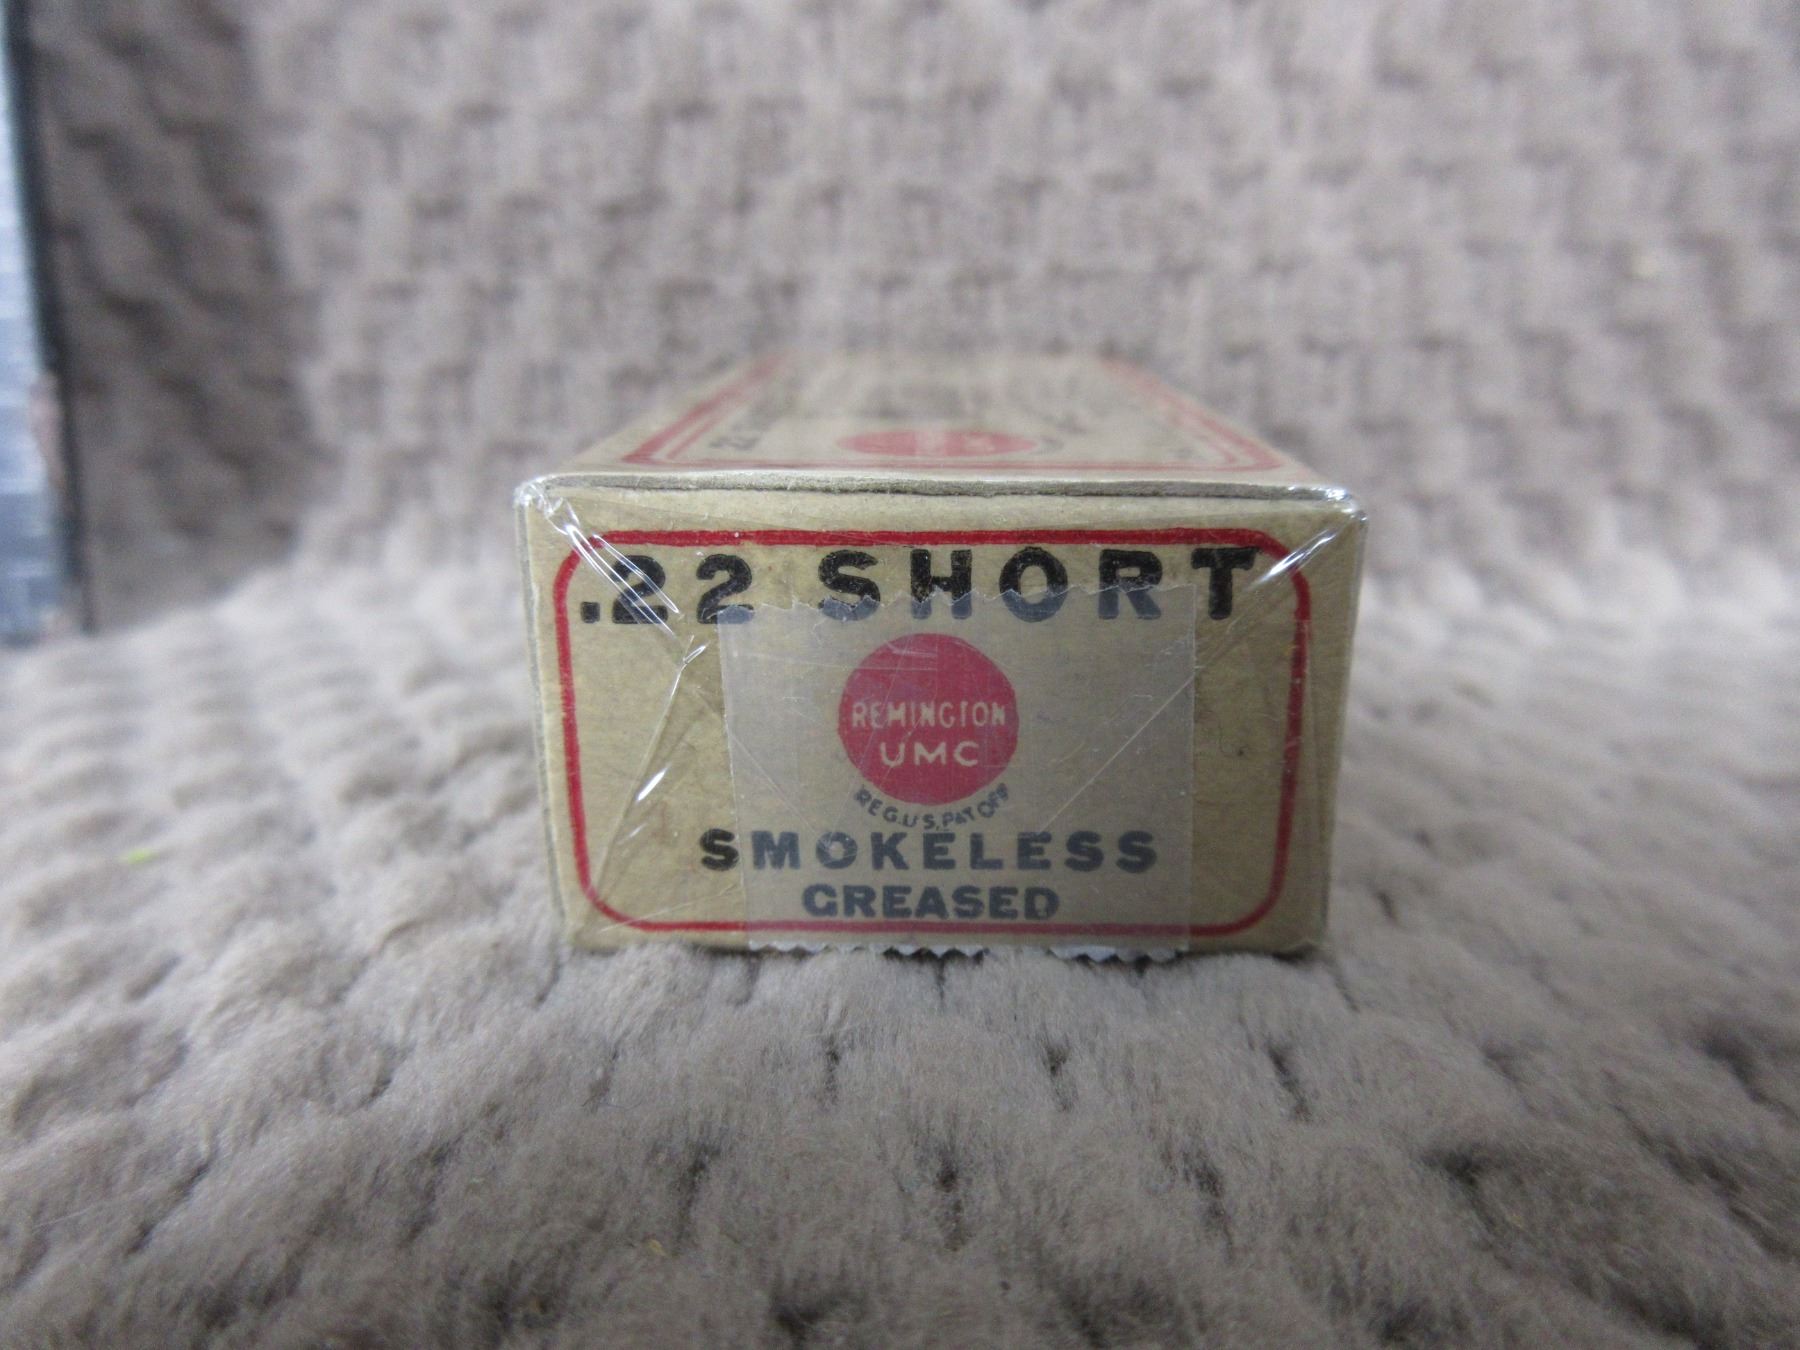 .22 SHORT
REMINGTON
UMC
REG.U.S.PAT OFF
SMOKELESS
GREASED